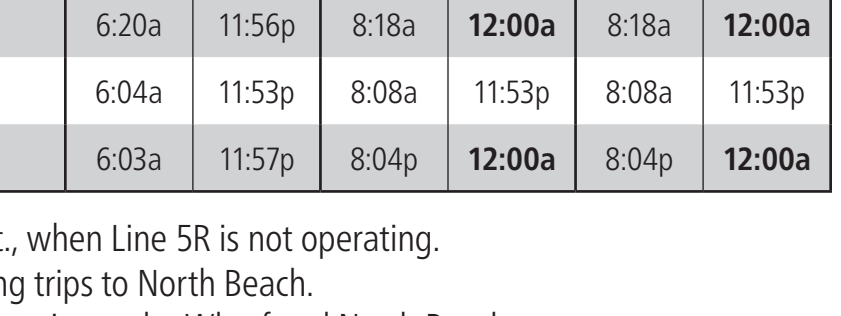 6:20a 11:56p 8:18a 12:00a 8:18a 12:00a
6:04a 11:53p 8:08a 11:53p 8:08a 11:53p
6:03a 11:57p 8:04p 12:00a 8:04p 12:00a
t., when Line 5R is not operating.
ng trips to North Beach.